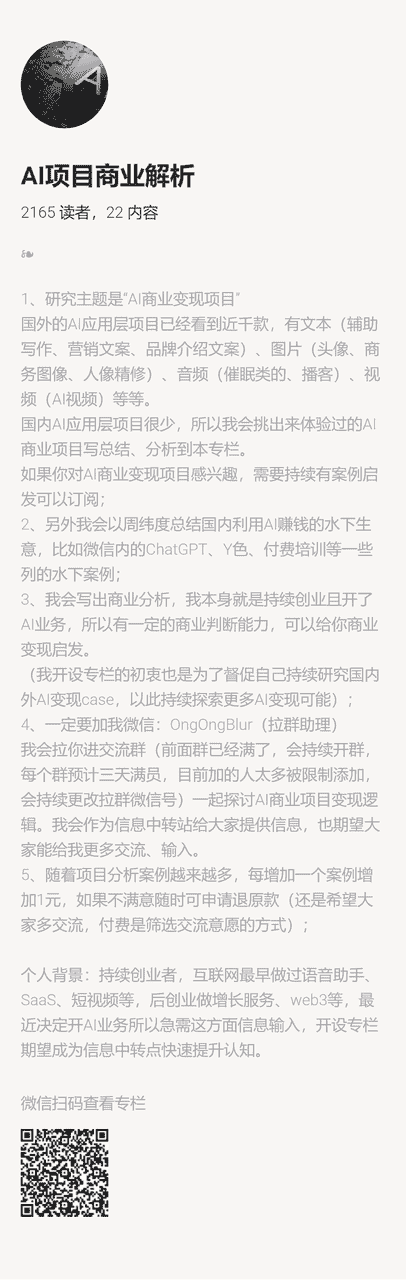 A
AI项目商业解析
2165 读者，22 内容
1、研究主题是“AI商业变现项目”
国外的AI应用层项目已经看到近千款，有文本（辅助
写作、营销文案、品牌介绍文案）、图片（头像、商
务图像、人像精修）、音频（催眠类的、播客）、视
频（AI视频）等等。
国内AI应用层项目很少，所以我会挑出来体验过的AI
商业项目写总结、分析到本专栏。
如果你对AI商业变现项目感兴趣，需要持续有案例启
发可以订阅；
2、另外我会以周纬度总结国内利用AI赚钱的水下生
意，比如微信内的ChatGPT、Y色、付费培训等一些
列的水下案例；
3、我会写出商业分析，我本身就是持续创业且开了
AI业务，所以有一定的商业判断能力，可以给你商业
变现启发。
（我开设专栏的初衷也是为了督促自己持续研究国内
外AI变现case，以此持续探索更多AI变现可能）；
4、一定要加我微信：OngOngBlur（拉群助理）
我会拉你进交流群（前面群已经满了，会持续开群，
每个群预计三天满员，目前加的人太多被限制添加，
会持续更改拉群微信号）一起探讨AI商业项目变现逻
辑。我会作为信息中转站给大家提供信息，也期望大
家能给我更多交流、输入。
5、随着项目分析案例越来越多，每增加一个案例增
加1元，如果不满意随时可申请退原款（还是希望大
家多交流，付费是筛选交流意愿的方式）；
个人背景：持续创业者，互联网最早做过语音助手、
SaaS、短视频等，后创业做增长服务、web3等，最
近决定开AI业务所以急需这方面信息输入，开设专栏
期望成为信息中转点快速提升认知。
微信扫码查看专栏